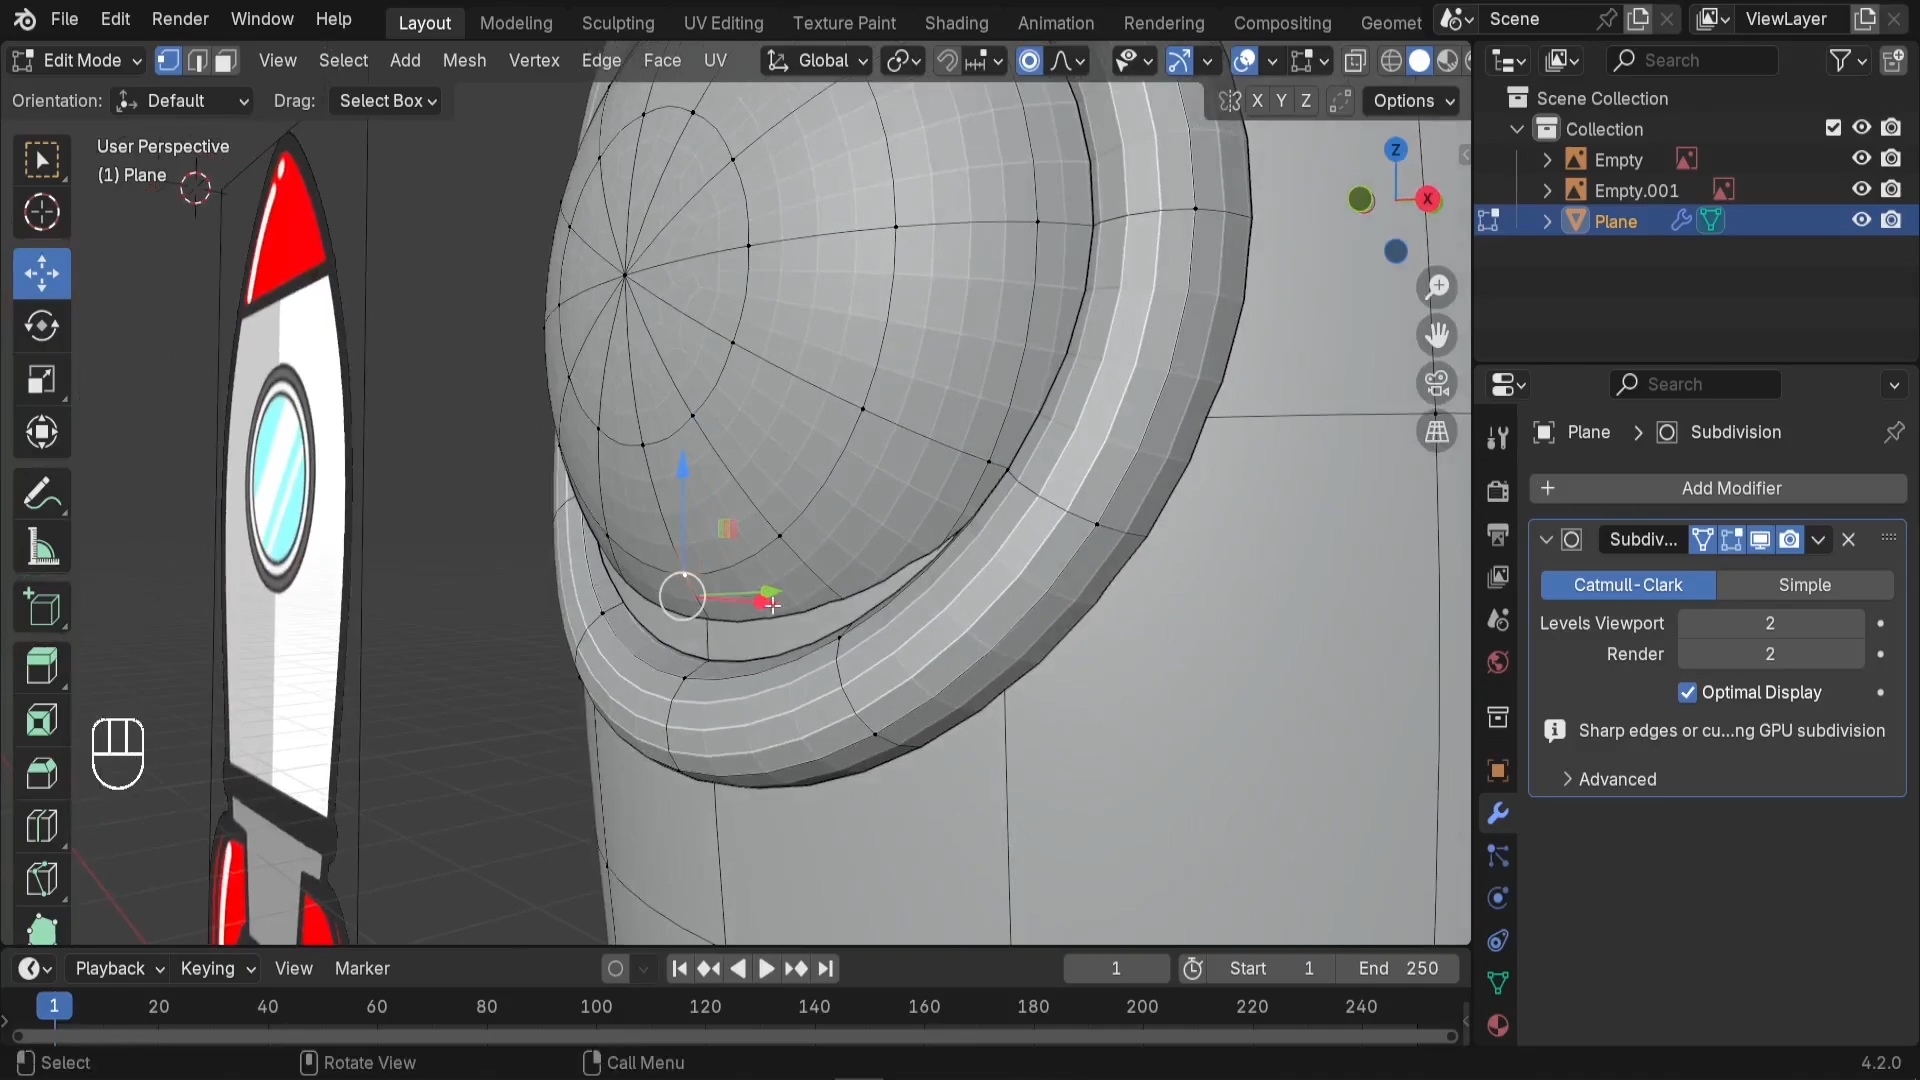 File Edit Render Window Help Layout Modeling Sculpting UV Editing Texture Paint Shading Animation Rendering Compositing Geomet Scene ViewLayer
Edit Mode View Select Add Mesh Vertex Edge Face UV Global Search
Orientation: Default Drag: Select Box X Y Z Options
Scene Collection
Collection
Empty
Empty.001
Plane
User Perspective
(1) Plane
Z
X
Search
Plane Subdivision
+ Add Modifier
Subdiv...
Catmull-Clark Simple
Levels Viewport 2
Render 2
Optimal Display
Sharp edges or cu...ng GPU subdivision
Advanced
Playback Keying View Marker 1 Start 1 End 250
1 20 40 60 80 100 120 140 160 180 200 220 240
Select Rotate View Call Menu 4.2.0